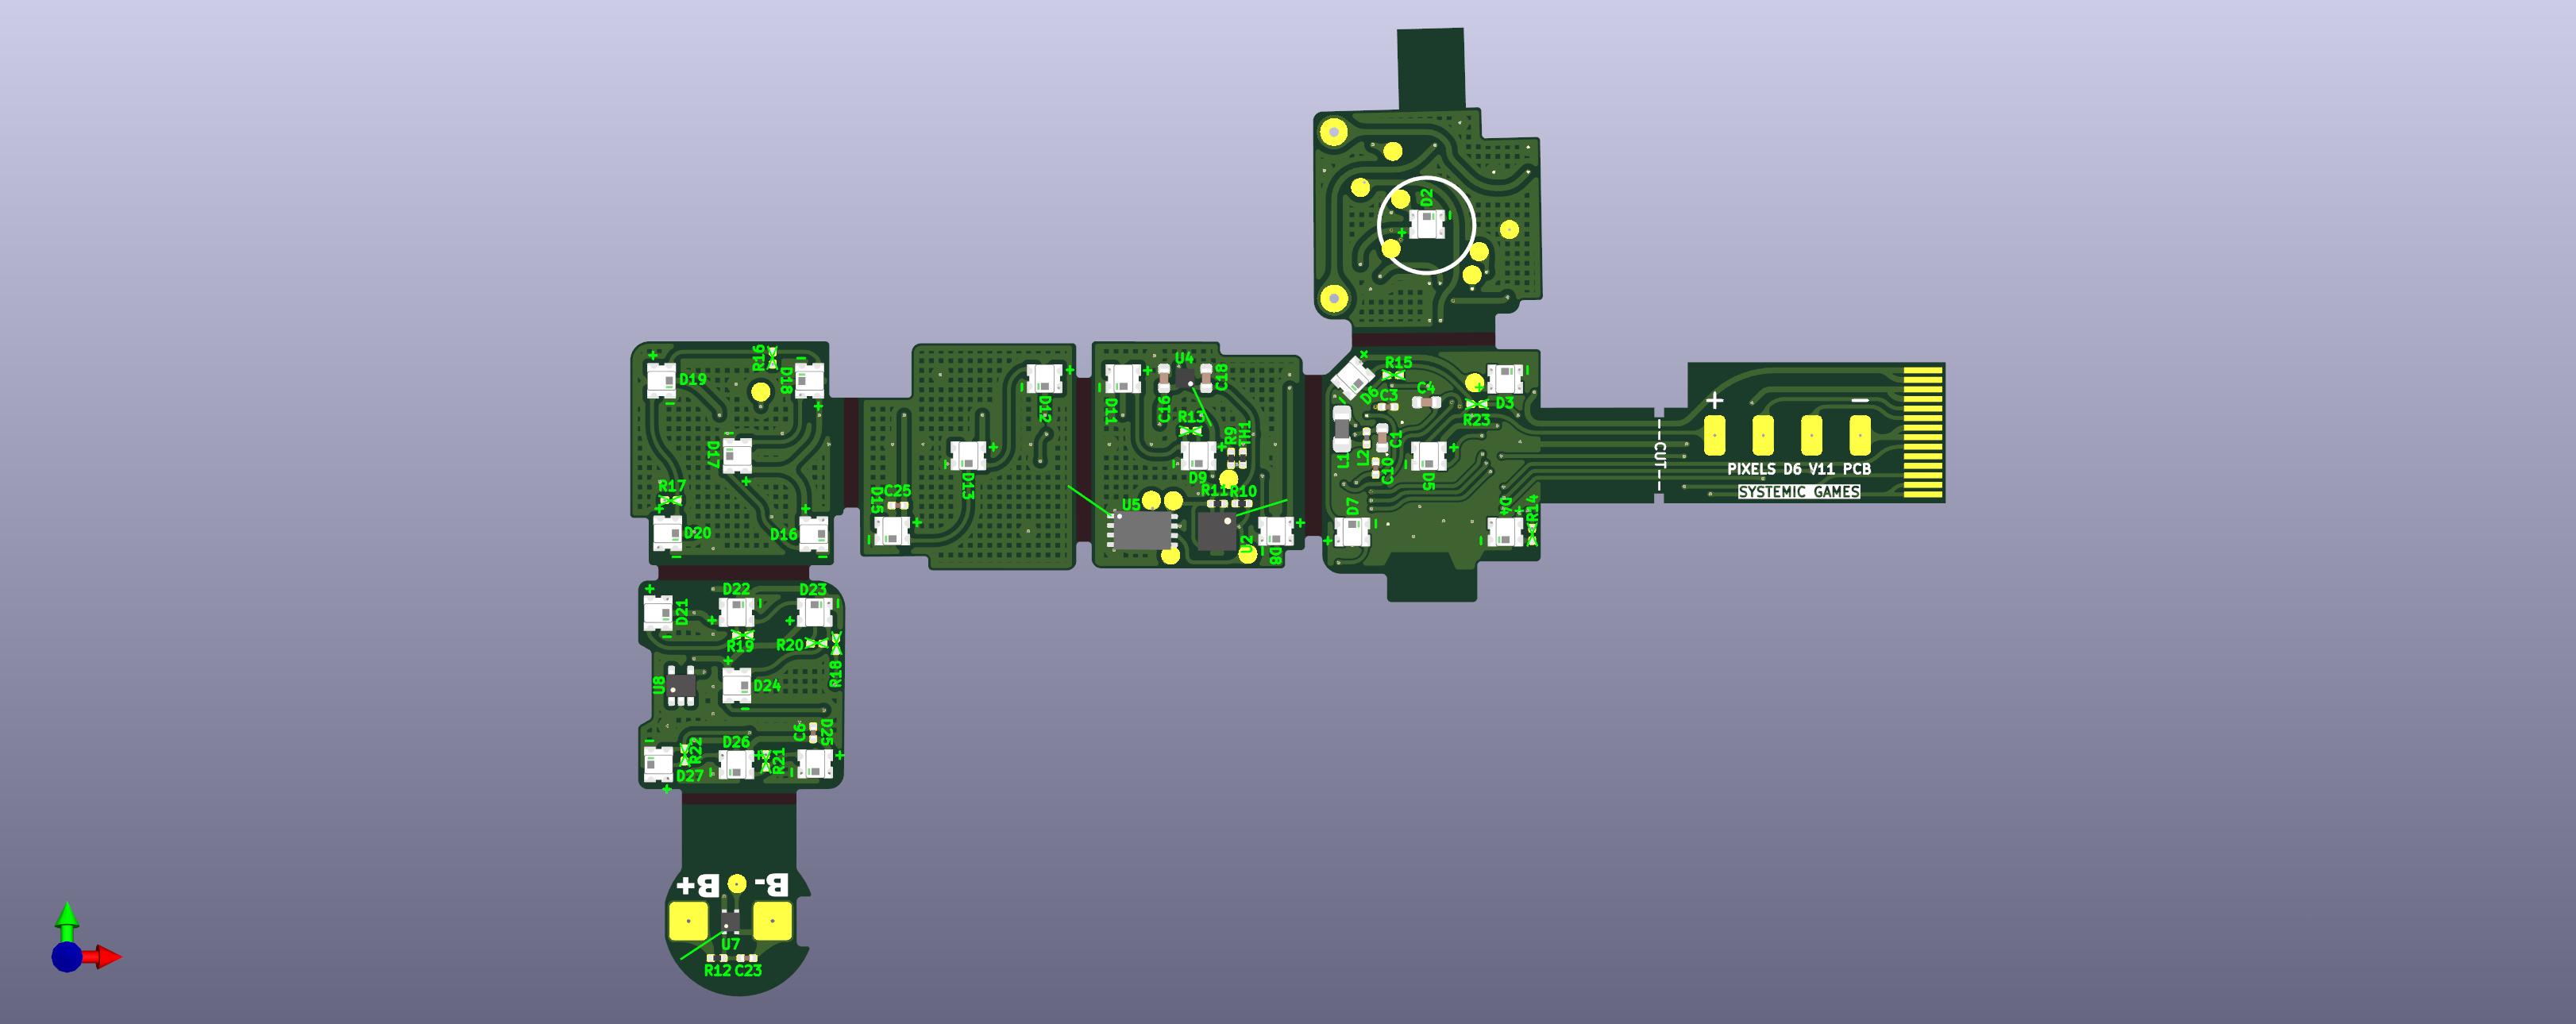 D2
+
-
D19
R16
D18
D17
R17
D20
D16
D12
D13
C25
D15
U4
D11
C16
C18
R13
R9
TH1
D9
R11
R10
U5
U2
D8
R15
D6
C3
C4
D3
R23
L1
L2
C1
C10
D5
D7
D4
R14
-CUT-
+
-
PIXELS D6 V11 PCB
SYSTEMIC GAMES
D22
D23
D21
R19
R20
R18
U8
D24
C6
D25
D26
R22
R21
D27
B+
B-
U7
R12
C23